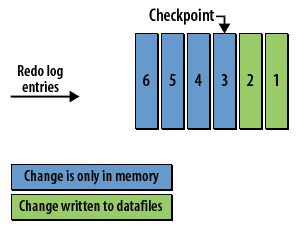 Checkpoint
Redo log
entries
6 5 4 3 2 1
Change is only in memory
Change written to datafiles